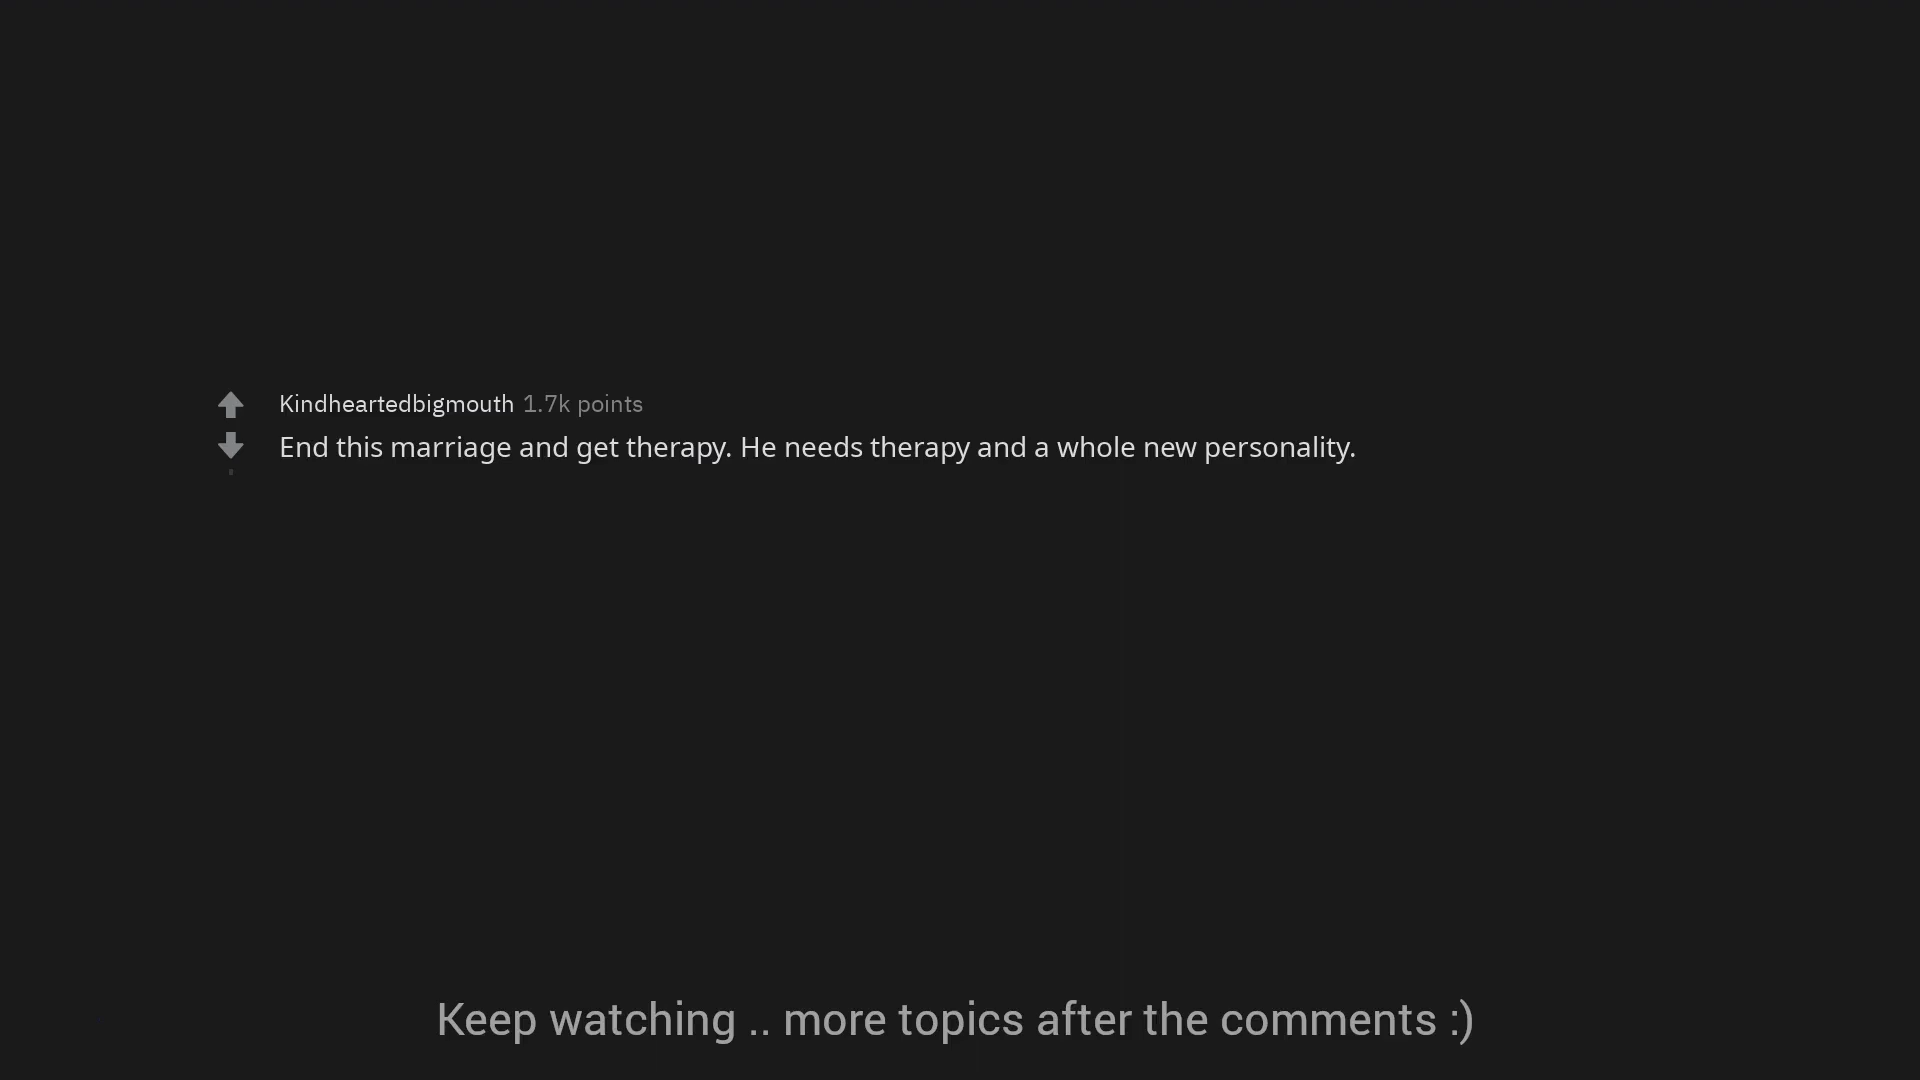 Kindheartedbigmouth 1.7k points
End this marriage and get therapy. He needs therapy and a whole new personality.
Keep watching .. more topics after the comments :)